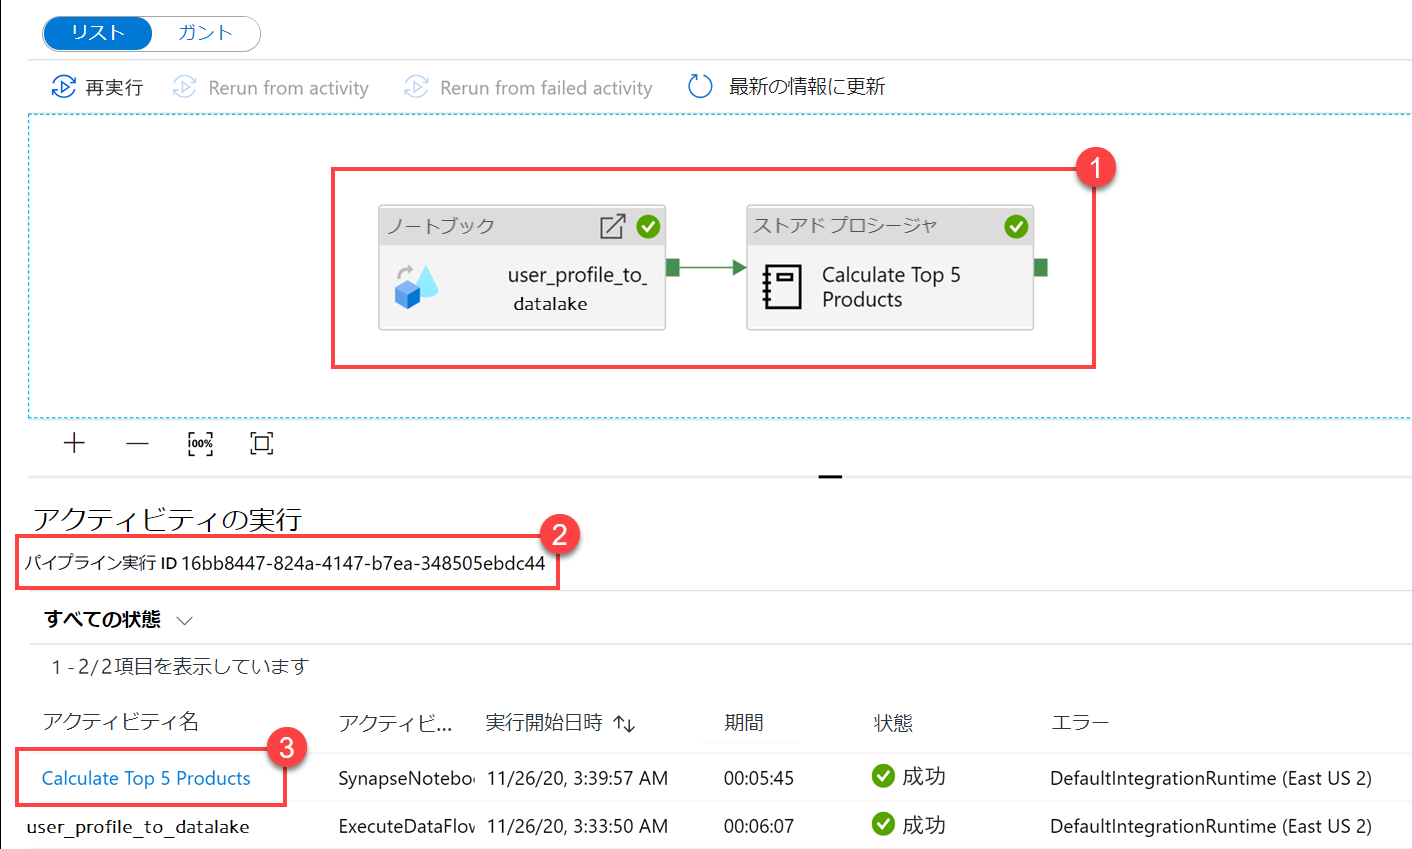 リスト ガント
再実行 Rerun from activity Rerun from failed activity 最新の情報に更新
1
ノートブック
user_profile_to_
datalake
ストアド プロシージャ
Calculate Top 5
Products
100%
アクティビティの実行
2
パイプライン実行 ID 16bb8447-824a-4147-b7ea-348505ebdc44
すべての状態
1 - 2/2項目を表示しています
アクティビティ名 アクティビ... 実行開始日時 期間 状態 エラー
3
Calculate Top 5 Products SynapseNotebo 11/26/20, 3:39:57 AM 00:05:45 成功 DefaultIntegrationRuntime (East US 2)
user_profile_to_datalake ExecuteDataFlow 11/26/20, 3:33:50 AM 00:06:07 成功 DefaultIntegrationRuntime (East US 2)